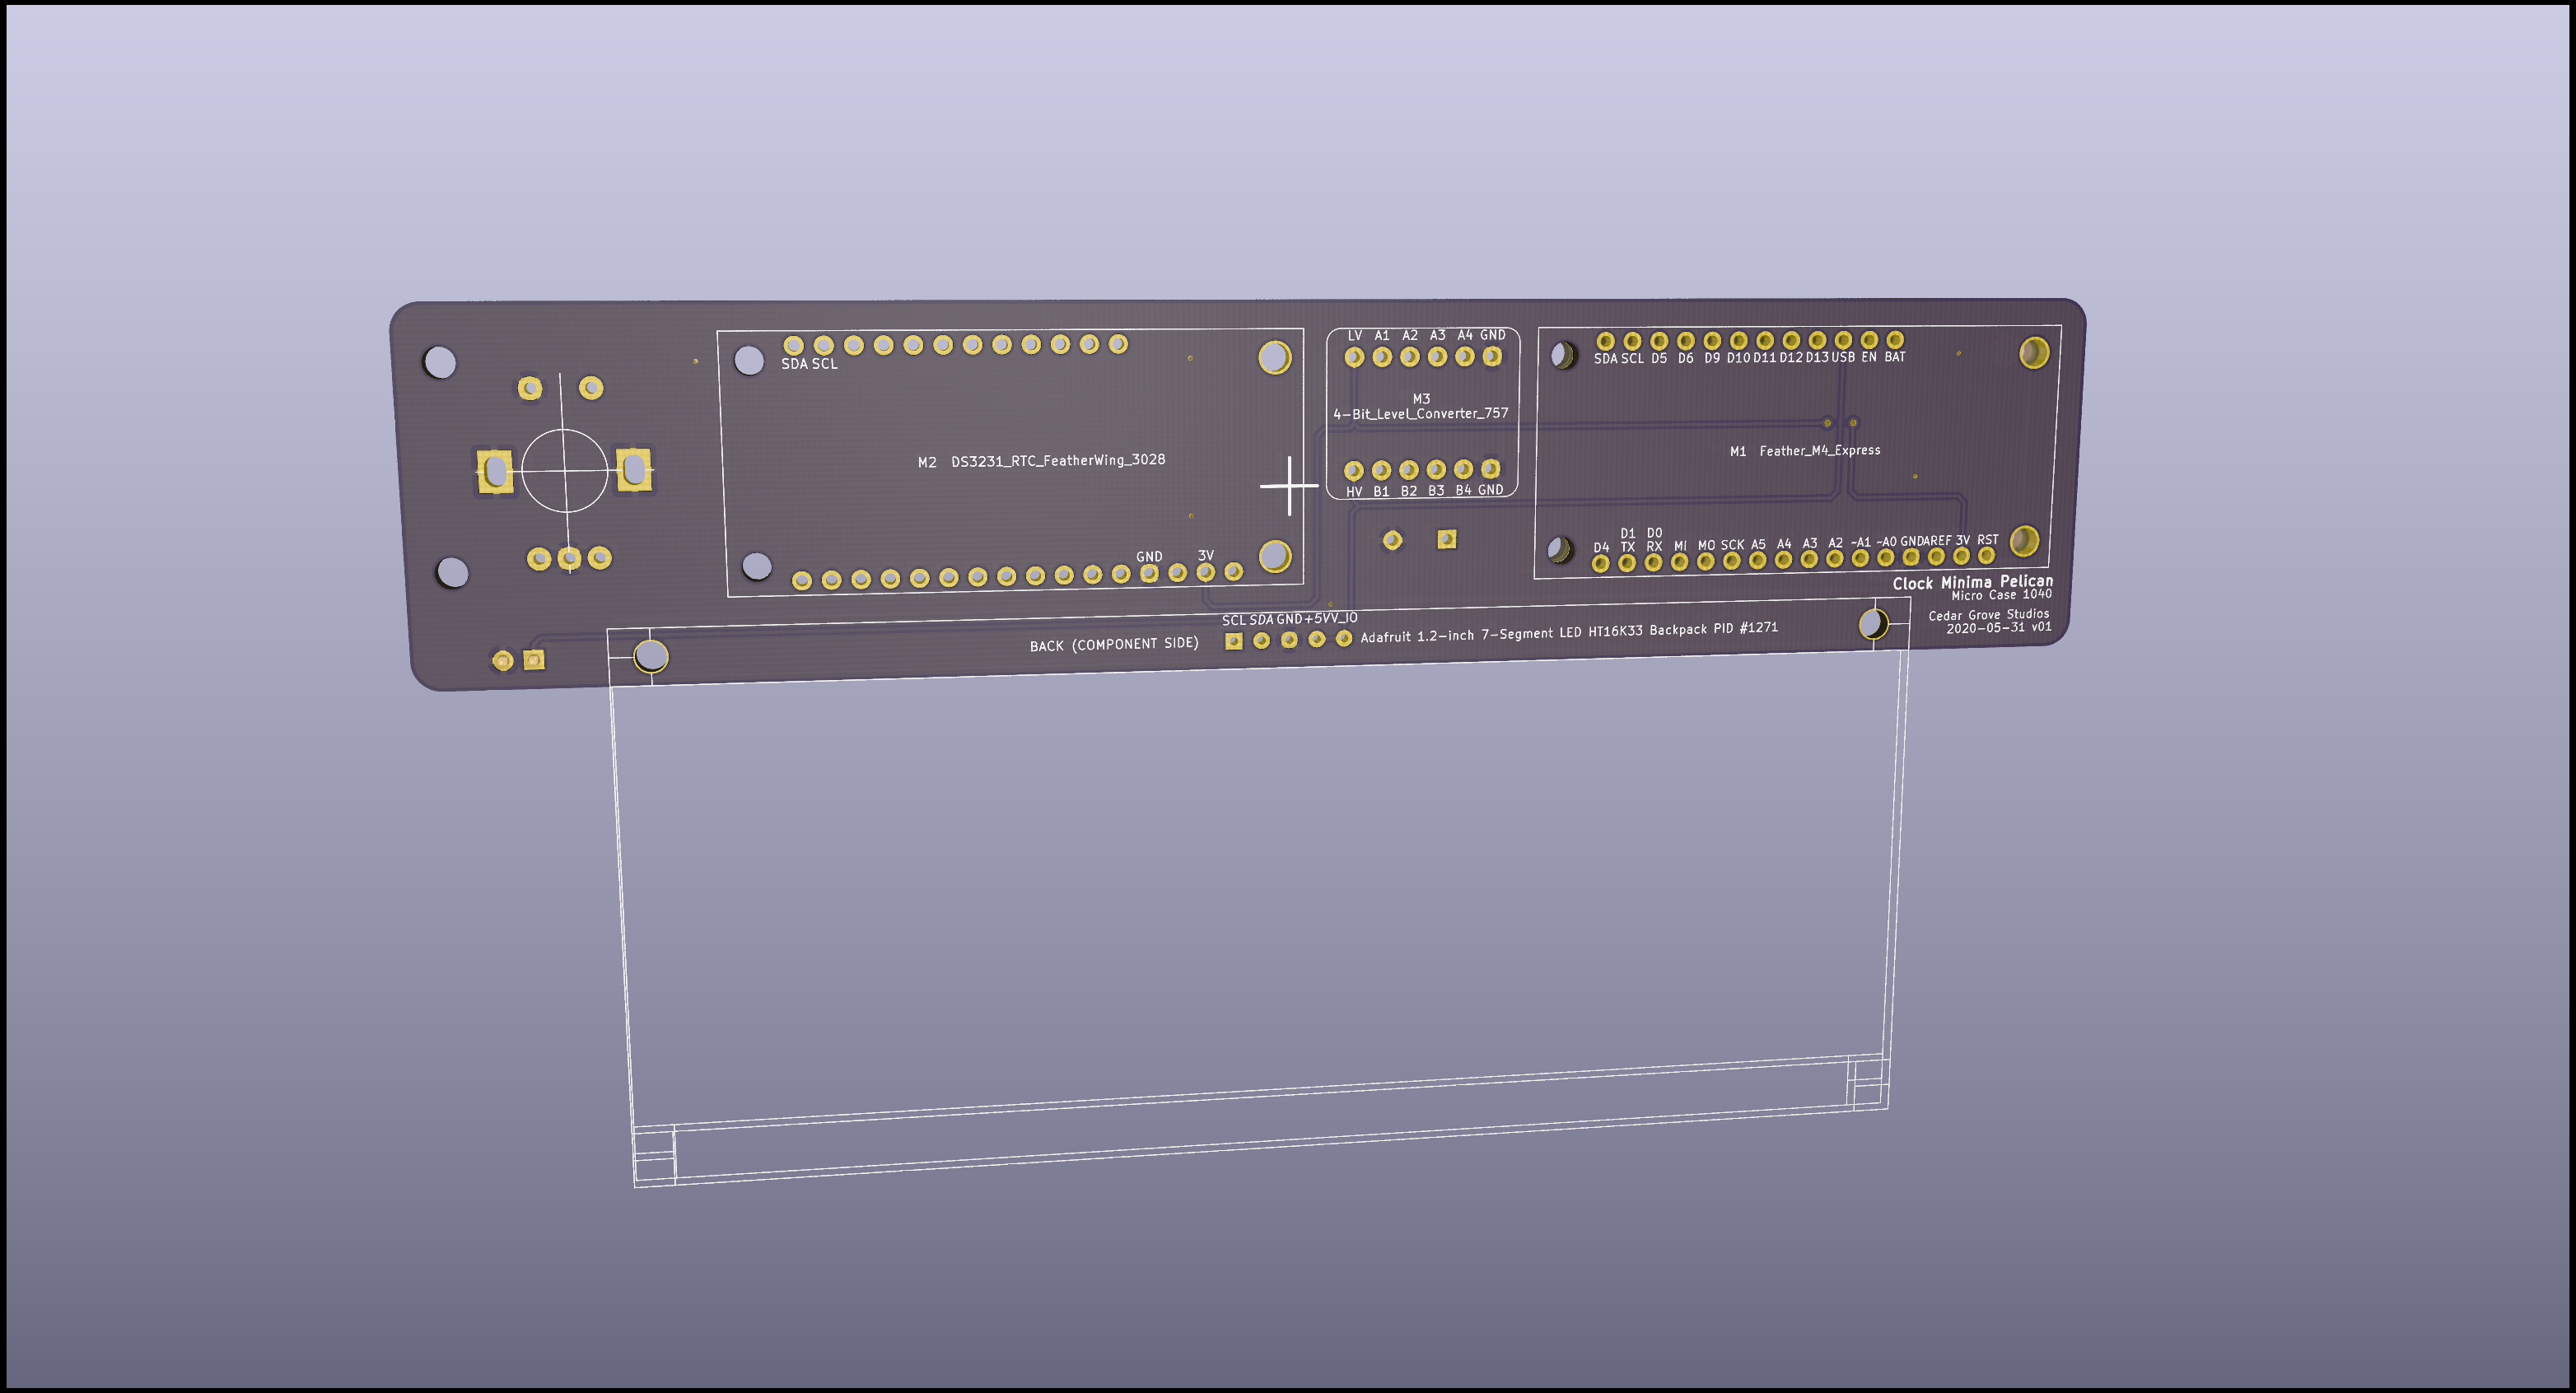 LV A1 A2 A3 A4 GND
SDA SCL
SDA SCL D5 D6 D9 D10 D11 D12 D13 USB EN BAT
M3
4-Bit_Level_Converter_757
M2 DS3231_RTC_FeatherWing_3028
M1 Feather_M4_Express
HV B1 B2 B3 B4 GND
GND 3V
D1 D0
D4 TX RX MI MO SCK A5 A4 A3 A2 ~A1 ~A0 GND AREF 3V RST
Clock Minima Pelican
Micro Case 1040
Cedar Grove Studios
2020-05-31 v01
SCL SDA GND +5V V_IO
BACK (COMPONENT SIDE)
Adafruit 1.2-inch 7-Segment LED HT16K33 Backpack PID #1271